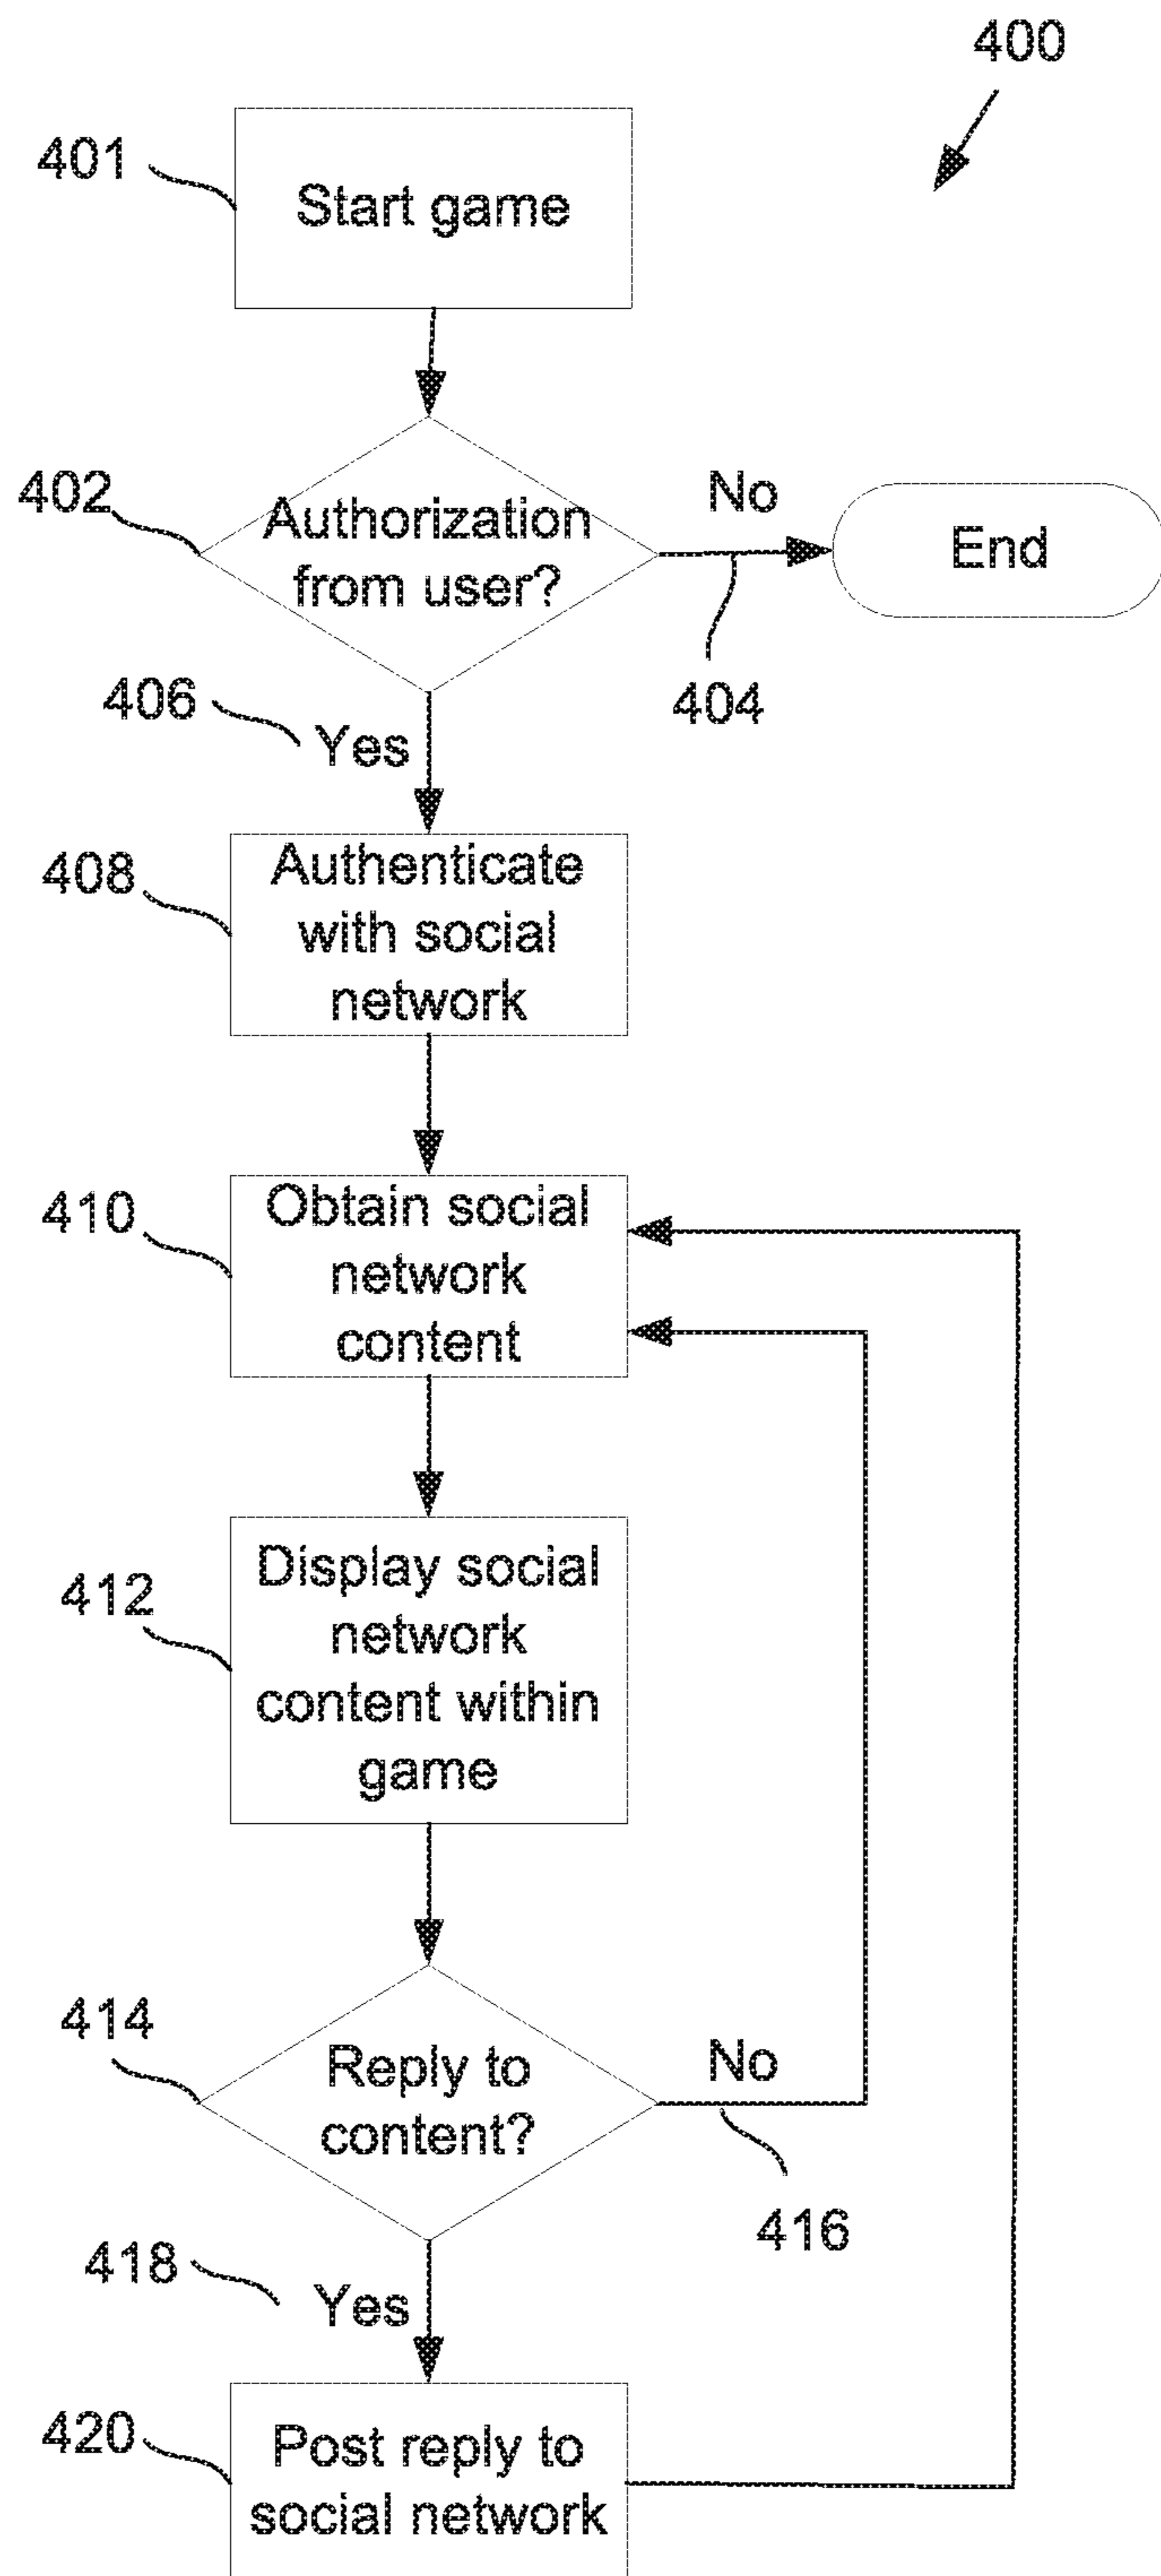 400
401
Start game
402
Authorization
from user?
No
End
404
406
Yes
408
Authenticate
with social
network
410
Obtain social
network
content
412
Display social
network
content within
game
414
Reply to
content?
No
416
418
Yes
420
Post reply to
social network